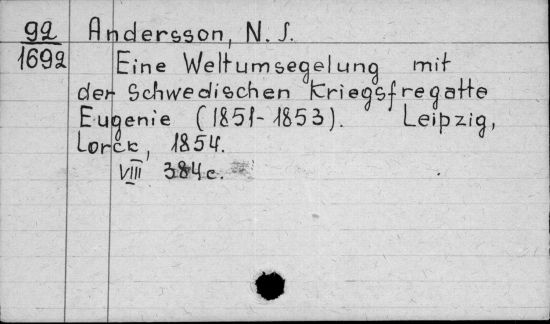 92 Andersson, N. J.
1692 Eine Weltumsegelung mit
der Schwedischen Kriegsfregatte
Eugenie (1851-1853). Leipzig,
Lorck, 1854.
VIII 384 c.